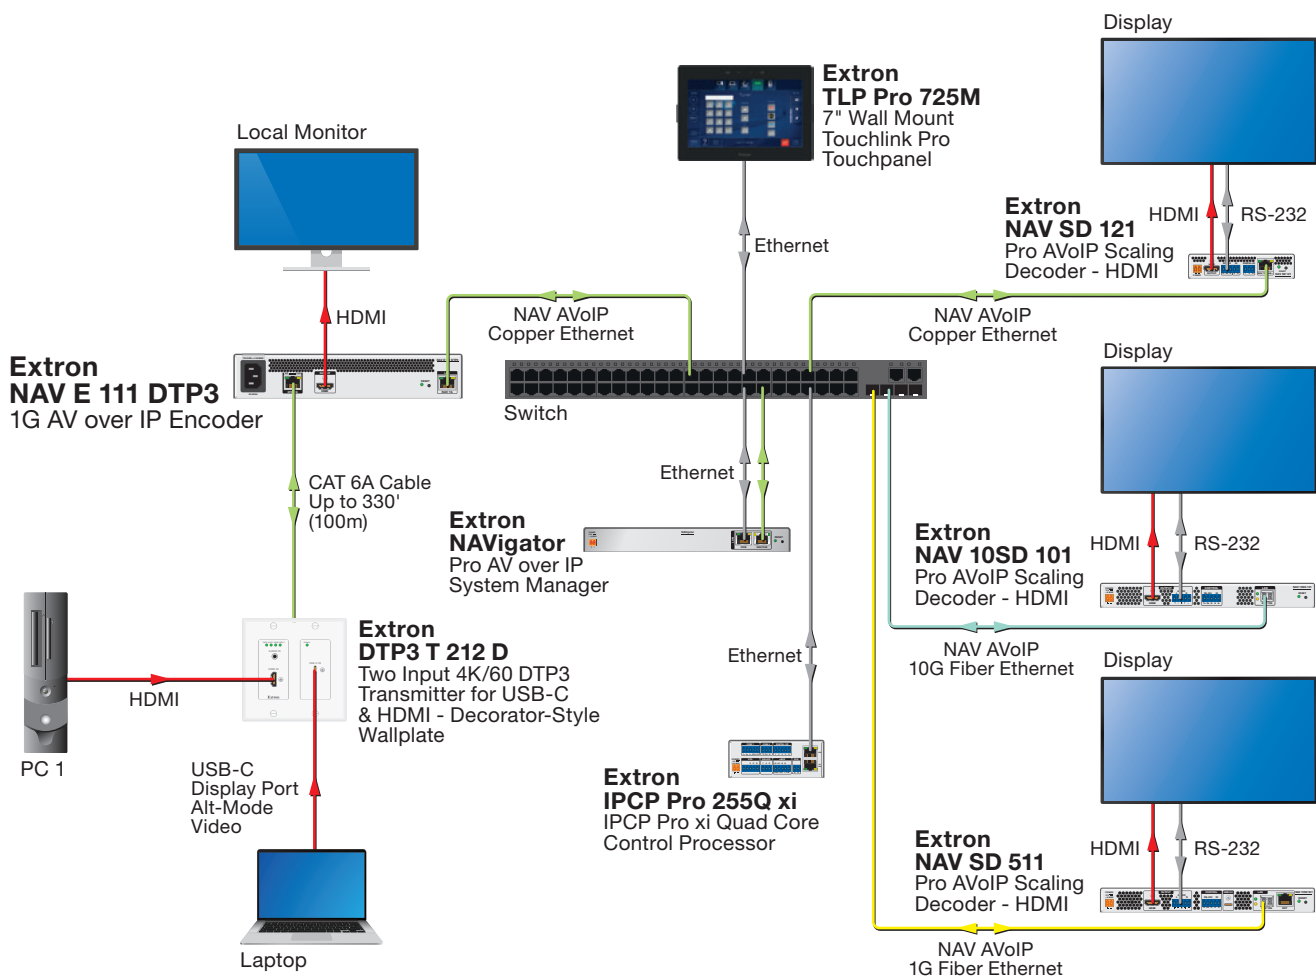 Display
Extron
TLP Pro 725M
7" Wall Mount
Touchlink Pro
Touchpanel
Local Monitor
Extron
NAV SD 121
Pro AVoIP Scaling
Decoder - HDMI
HDMI
RS-232
Ethernet
HDMI
NAV AVoIP
Copper Ethernet
NAV AVoIP
Copper Ethernet
Extron
NAV E 111 DTP3
1G AV over IP Encoder
Switch
Display
CAT 6A Cable
Up to 330'
(100m)
Ethernet
Extron
NAVigator
Pro AV over IP
System Manager
Extron
NAV 10SD 101
Pro AVoIP Scaling
Decoder - HDMI
HDMI
RS-232
NAV AVoIP
10G Fiber Ethernet
Extron
DTP3 T 212 D
Two Input 4K/60 DTP3
Transmitter for USB-C
& HDMI - Decorator-Style
Wallplate
Ethernet
Display
HDMI
PC 1
USB-C
Display Port
Alt-Mode
Video
Extron
IPCP Pro 255Q xi
IPCP Pro xi Quad Core
Control Processor
Extron
NAV SD 511
Pro AVoIP Scaling
Decoder - HDMI
HDMI
RS-232
Laptop
NAV AVoIP
1G Fiber Ethernet